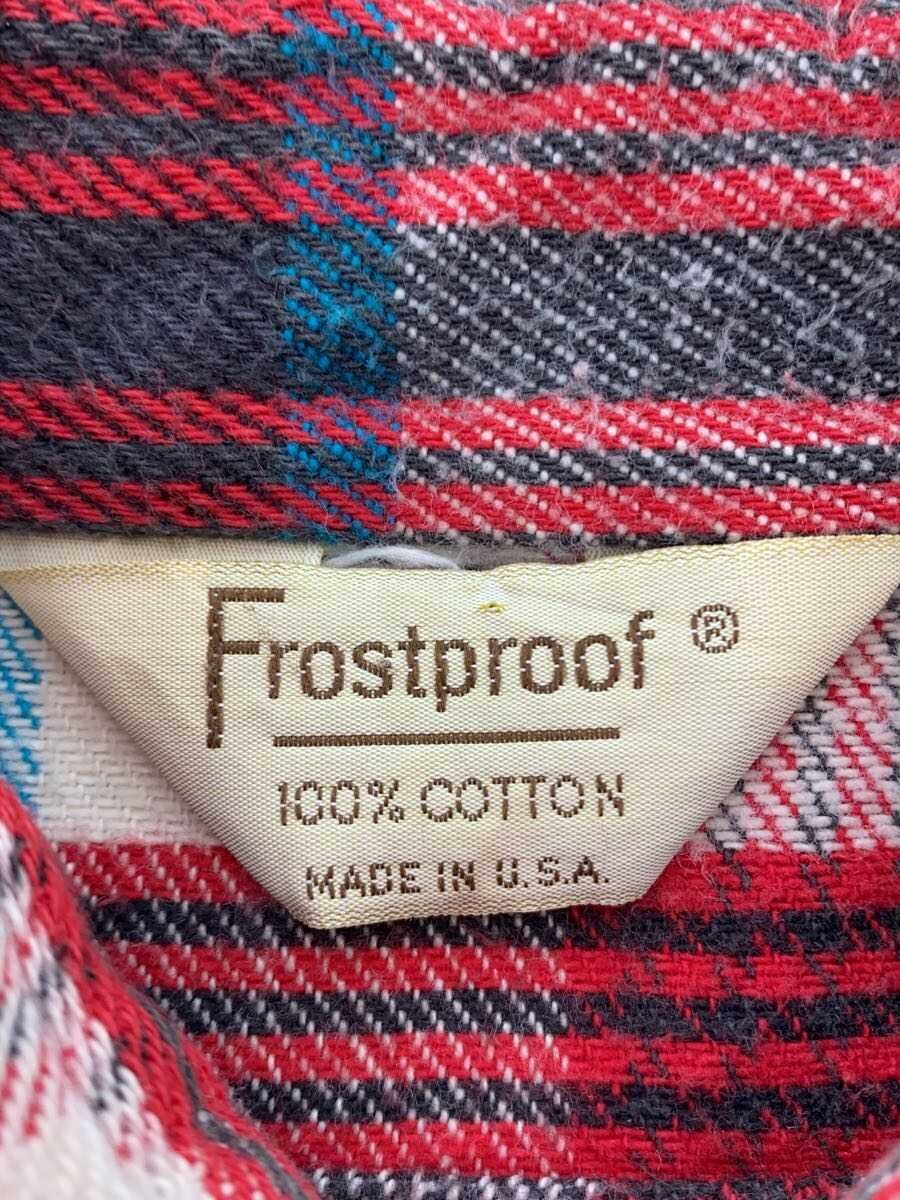 Frostproof ®
100% COTTON
MADE IN U.S.A.